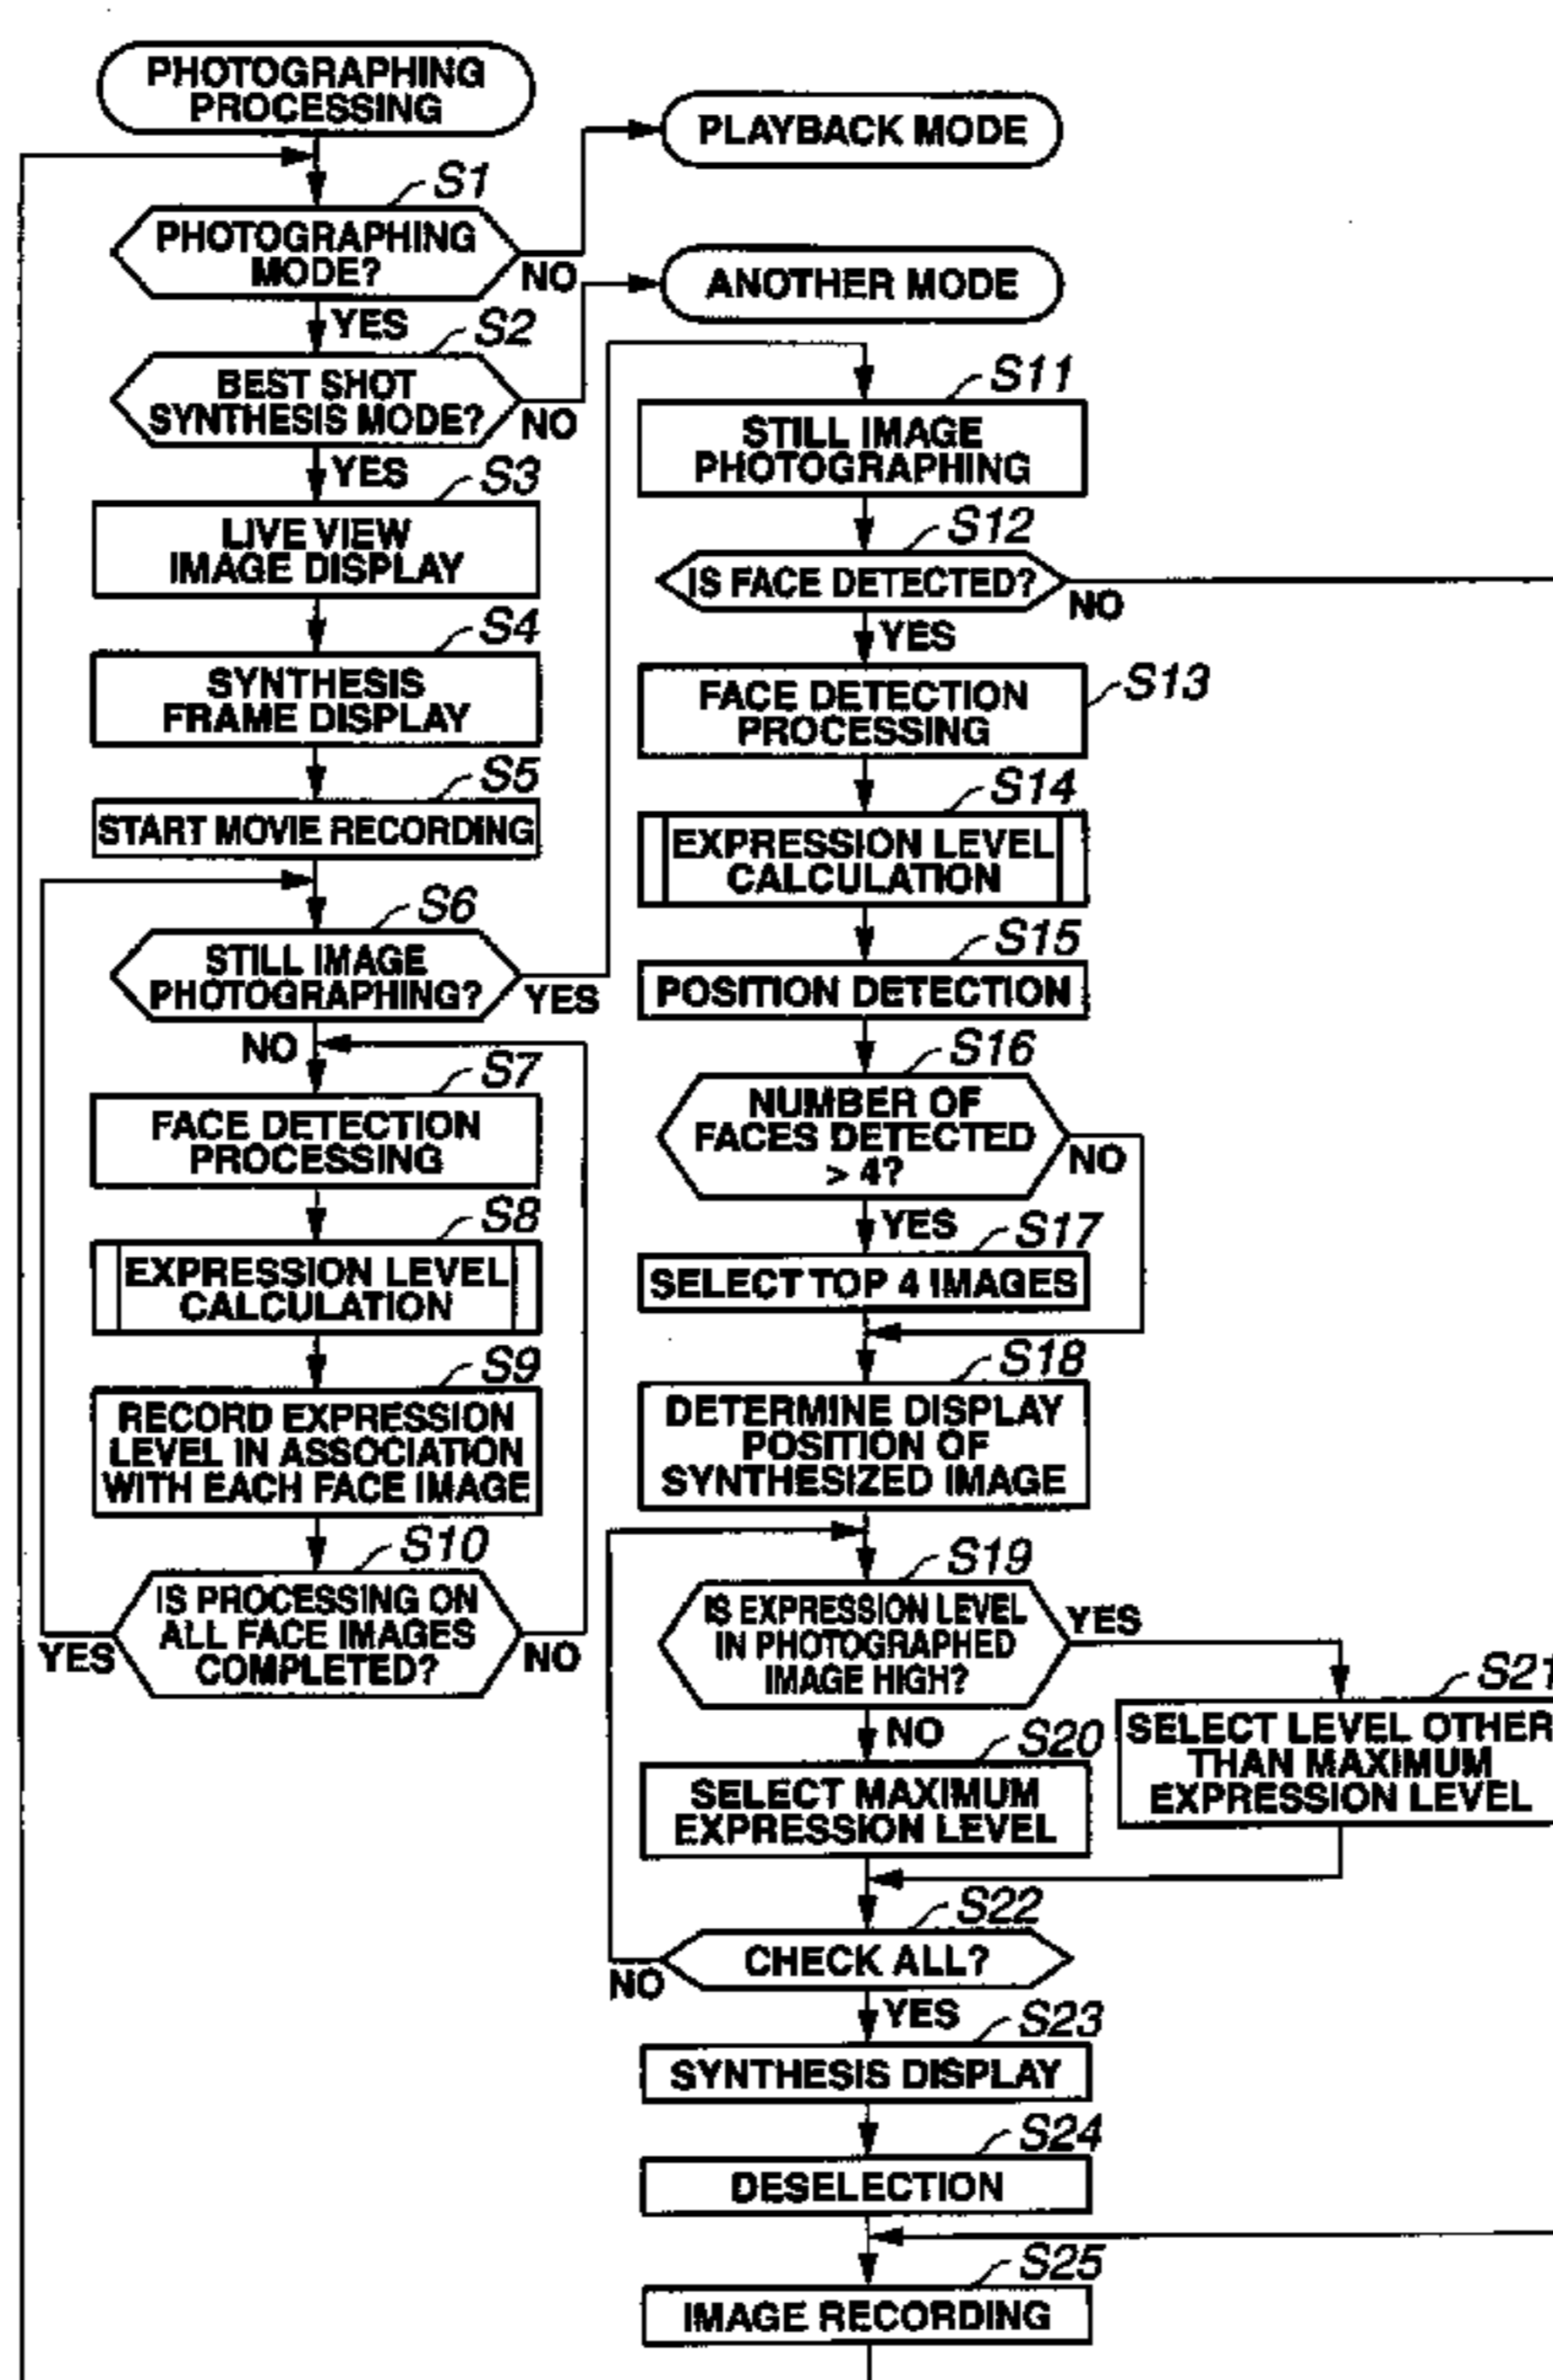 PHOTOGRAPHING
PROCESSING
S1
PHOTOGRAPHING
MODE?
NO
YES
PLAYBACK MODE
S2
BEST SHOT
SYNTHESIS MODE?
NO
YES
ANOTHER MODE
S3
LIVE VIEW
IMAGE DISPLAY
S4
SYNTHESIS
FRAME DISPLAY
S5
START MOVIE RECORDING
S6
STILL IMAGE
PHOTOGRAPHING?
YES
NO
S7
FACE DETECTION
PROCESSING
S8
EXPRESSION LEVEL
CALCULATION
S9
RECORD EXPRESSION
LEVEL IN ASSOCIATION
WITH EACH FACE IMAGE
S10
IS PROCESSING ON
ALL FACE IMAGES
COMPLETED?
YES
NO
S11
STILL IMAGE
PHOTOGRAPHING
S12
IS FACE DETECTED?
NO
YES
S13
FACE DETECTION
PROCESSING
S14
EXPRESSION LEVEL
CALCULATION
S15
POSITION DETECTION
S16
NUMBER OF
FACES DETECTED
> 4?
NO
YES
S17
SELECT TOP 4 IMAGES
S18
DETERMINE DISPLAY
POSITION OF
SYNTHESIZED IMAGE
S19
IS EXPRESSION LEVEL
IN PHOTOGRAPHED
IMAGE HIGH?
YES
NO
S20
SELECT MAXIMUM
EXPRESSION LEVEL
S21
SELECT LEVEL OTHER
THAN MAXIMUM
EXPRESSION LEVEL
S22
CHECK ALL?
NO
YES
S23
SYNTHESIS DISPLAY
S24
DESELECTION
S25
IMAGE RECORDING